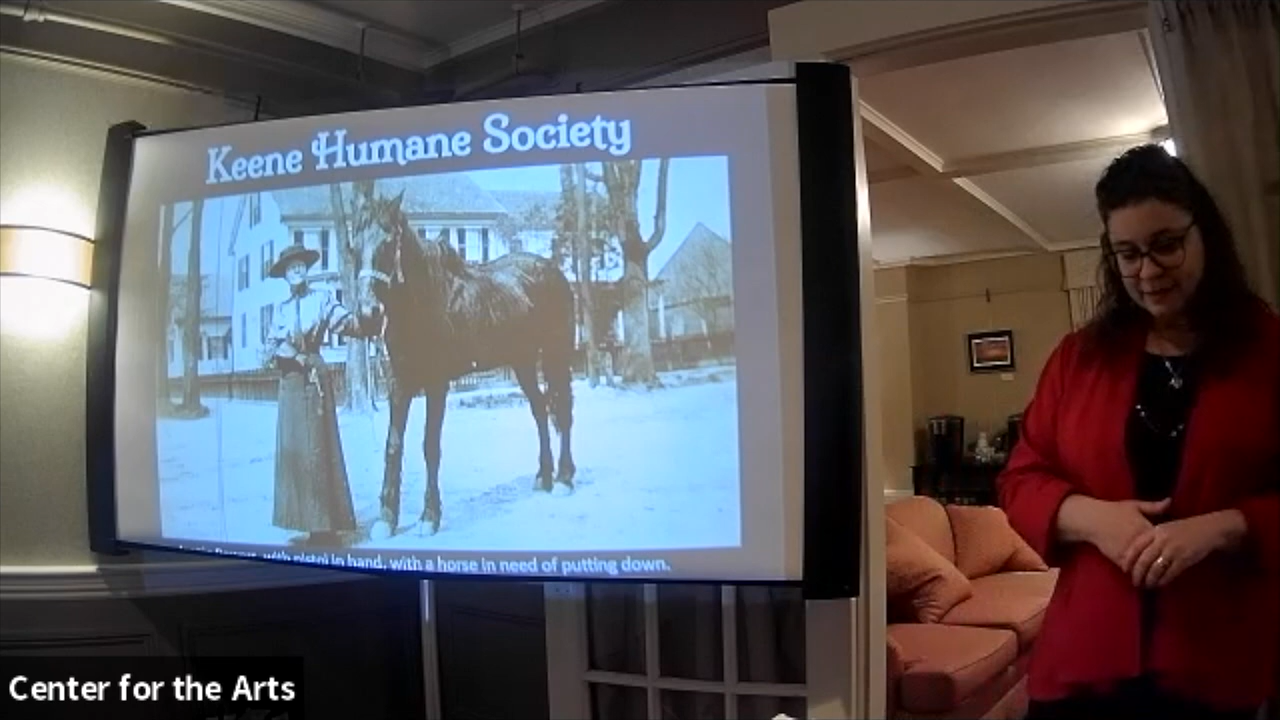 Keene Humane Society
with pistol in hand, with a horse in need of putting down.
Center for the Arts